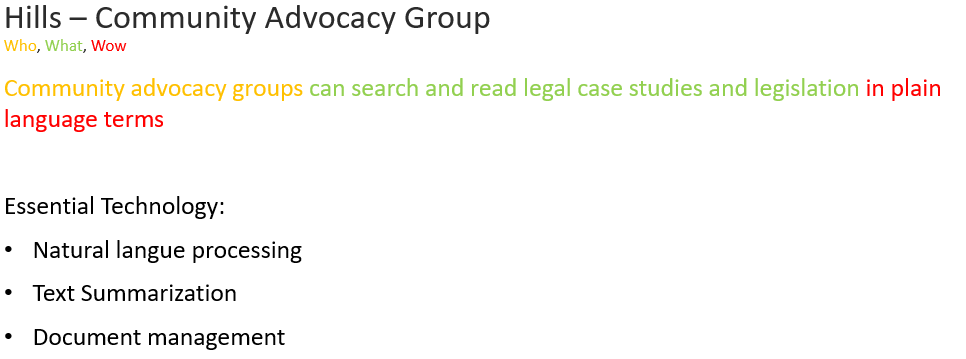 Hills – Community Advocacy Group
Who, What, Wow
Community advocacy groups can search and read legal case studies and legislation in plain
language terms
Essential Technology:
• Natural langue processing
• Text Summarization
• Document management